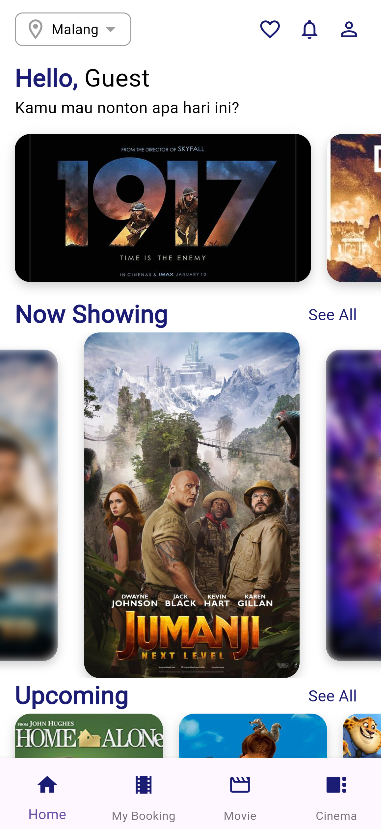 Malang
Hello, Guest
Kamu mau nonton apa hari ini?
FROM THE DIRECTOR OF SKYFALL
1917
TIME IS THE ENEMY
IN CINEMAS & IMAX JANUARY 10
D
Now Showing
See All
DWAYNE JOHNSON
JACK BLACK
KEVIN HART
KAREN GILLAN
JUMANJI
NEXT LEVEL
Upcoming
See All
FROM JOHN HUGHES
HOME ALONE
Home
My Booking
Movie
Cinema